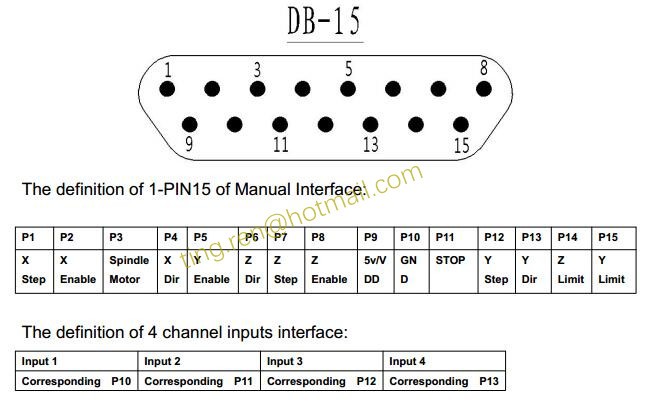 DB-15
1 3 5 8
9 11 13 15
The definition of 1-PIN15 of Manual Interface:
ting.ren@hotmail.com
P1 P2 P3 P4 P5 P6 P7 P8 P9 P10 P11 P12 P13 P14 P15
X X Spindle X Y Z Z Z 5v/V GN STOP Y Y Z Y
Step Enable Motor Dir Enable Dir Step Enable DD D Step Dir Limit Limit
The definition of 4 channel inputs interface:
Input 1 Input 2 Input 3 Input 4
Corresponding P10 Corresponding P11 Corresponding P12 Corresponding P13